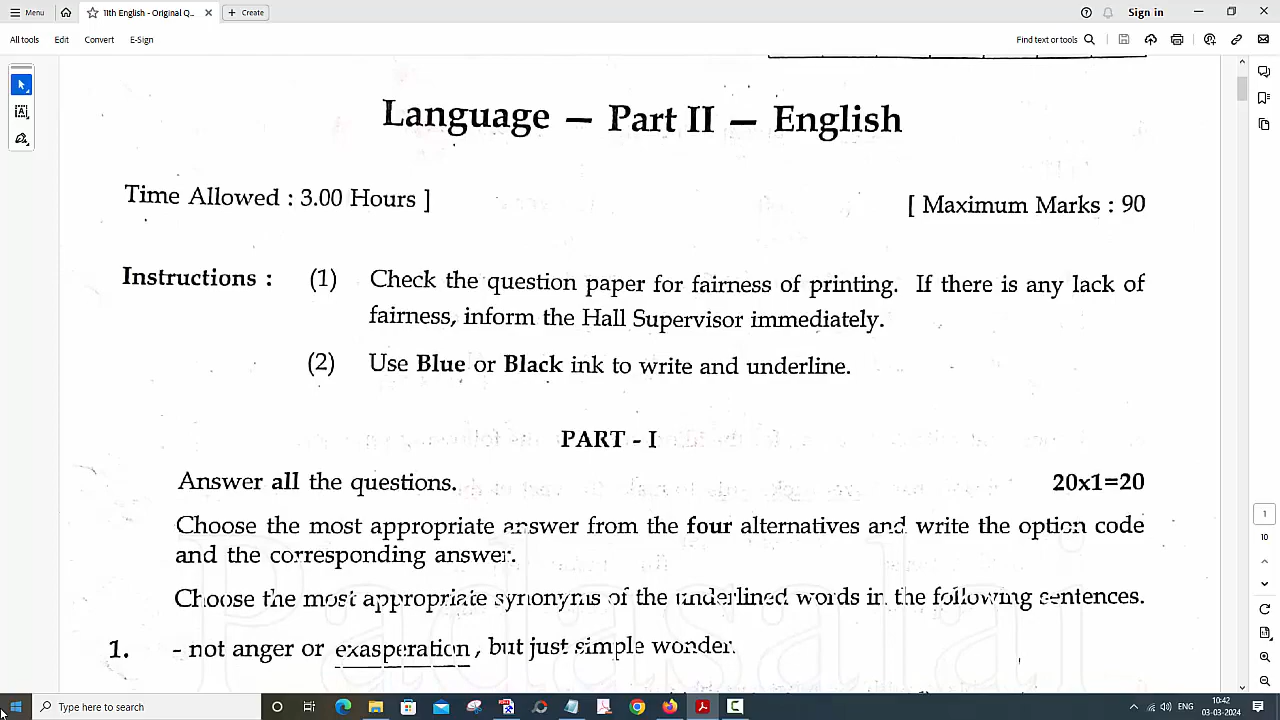 Menu
11th English - Original Q...
Create
Sign in
All tools
Edit
Convert
E-Sign
Find text or tools
Language — Part II — English
Time Allowed : 3.00 Hours ]
[ Maximum Marks : 90
Instructions :
(1) Check the question paper for fairness of printing. If there is any lack of
fairness, inform the Hall Supervisor immediately.
(2) Use Blue or Black ink to write and underline.
PART - I
Answer all the questions.
20x1=20
Choose the most appropriate answer from the four alternatives and write the option code
and the corresponding answer.
Choose the most appropriate synonyms of the underlined words in the following sentences.
Padasalai
1. - not anger or exasperation, but just simple wonder.
1
10
Type here to search
ENG
10:42
03-03-2024